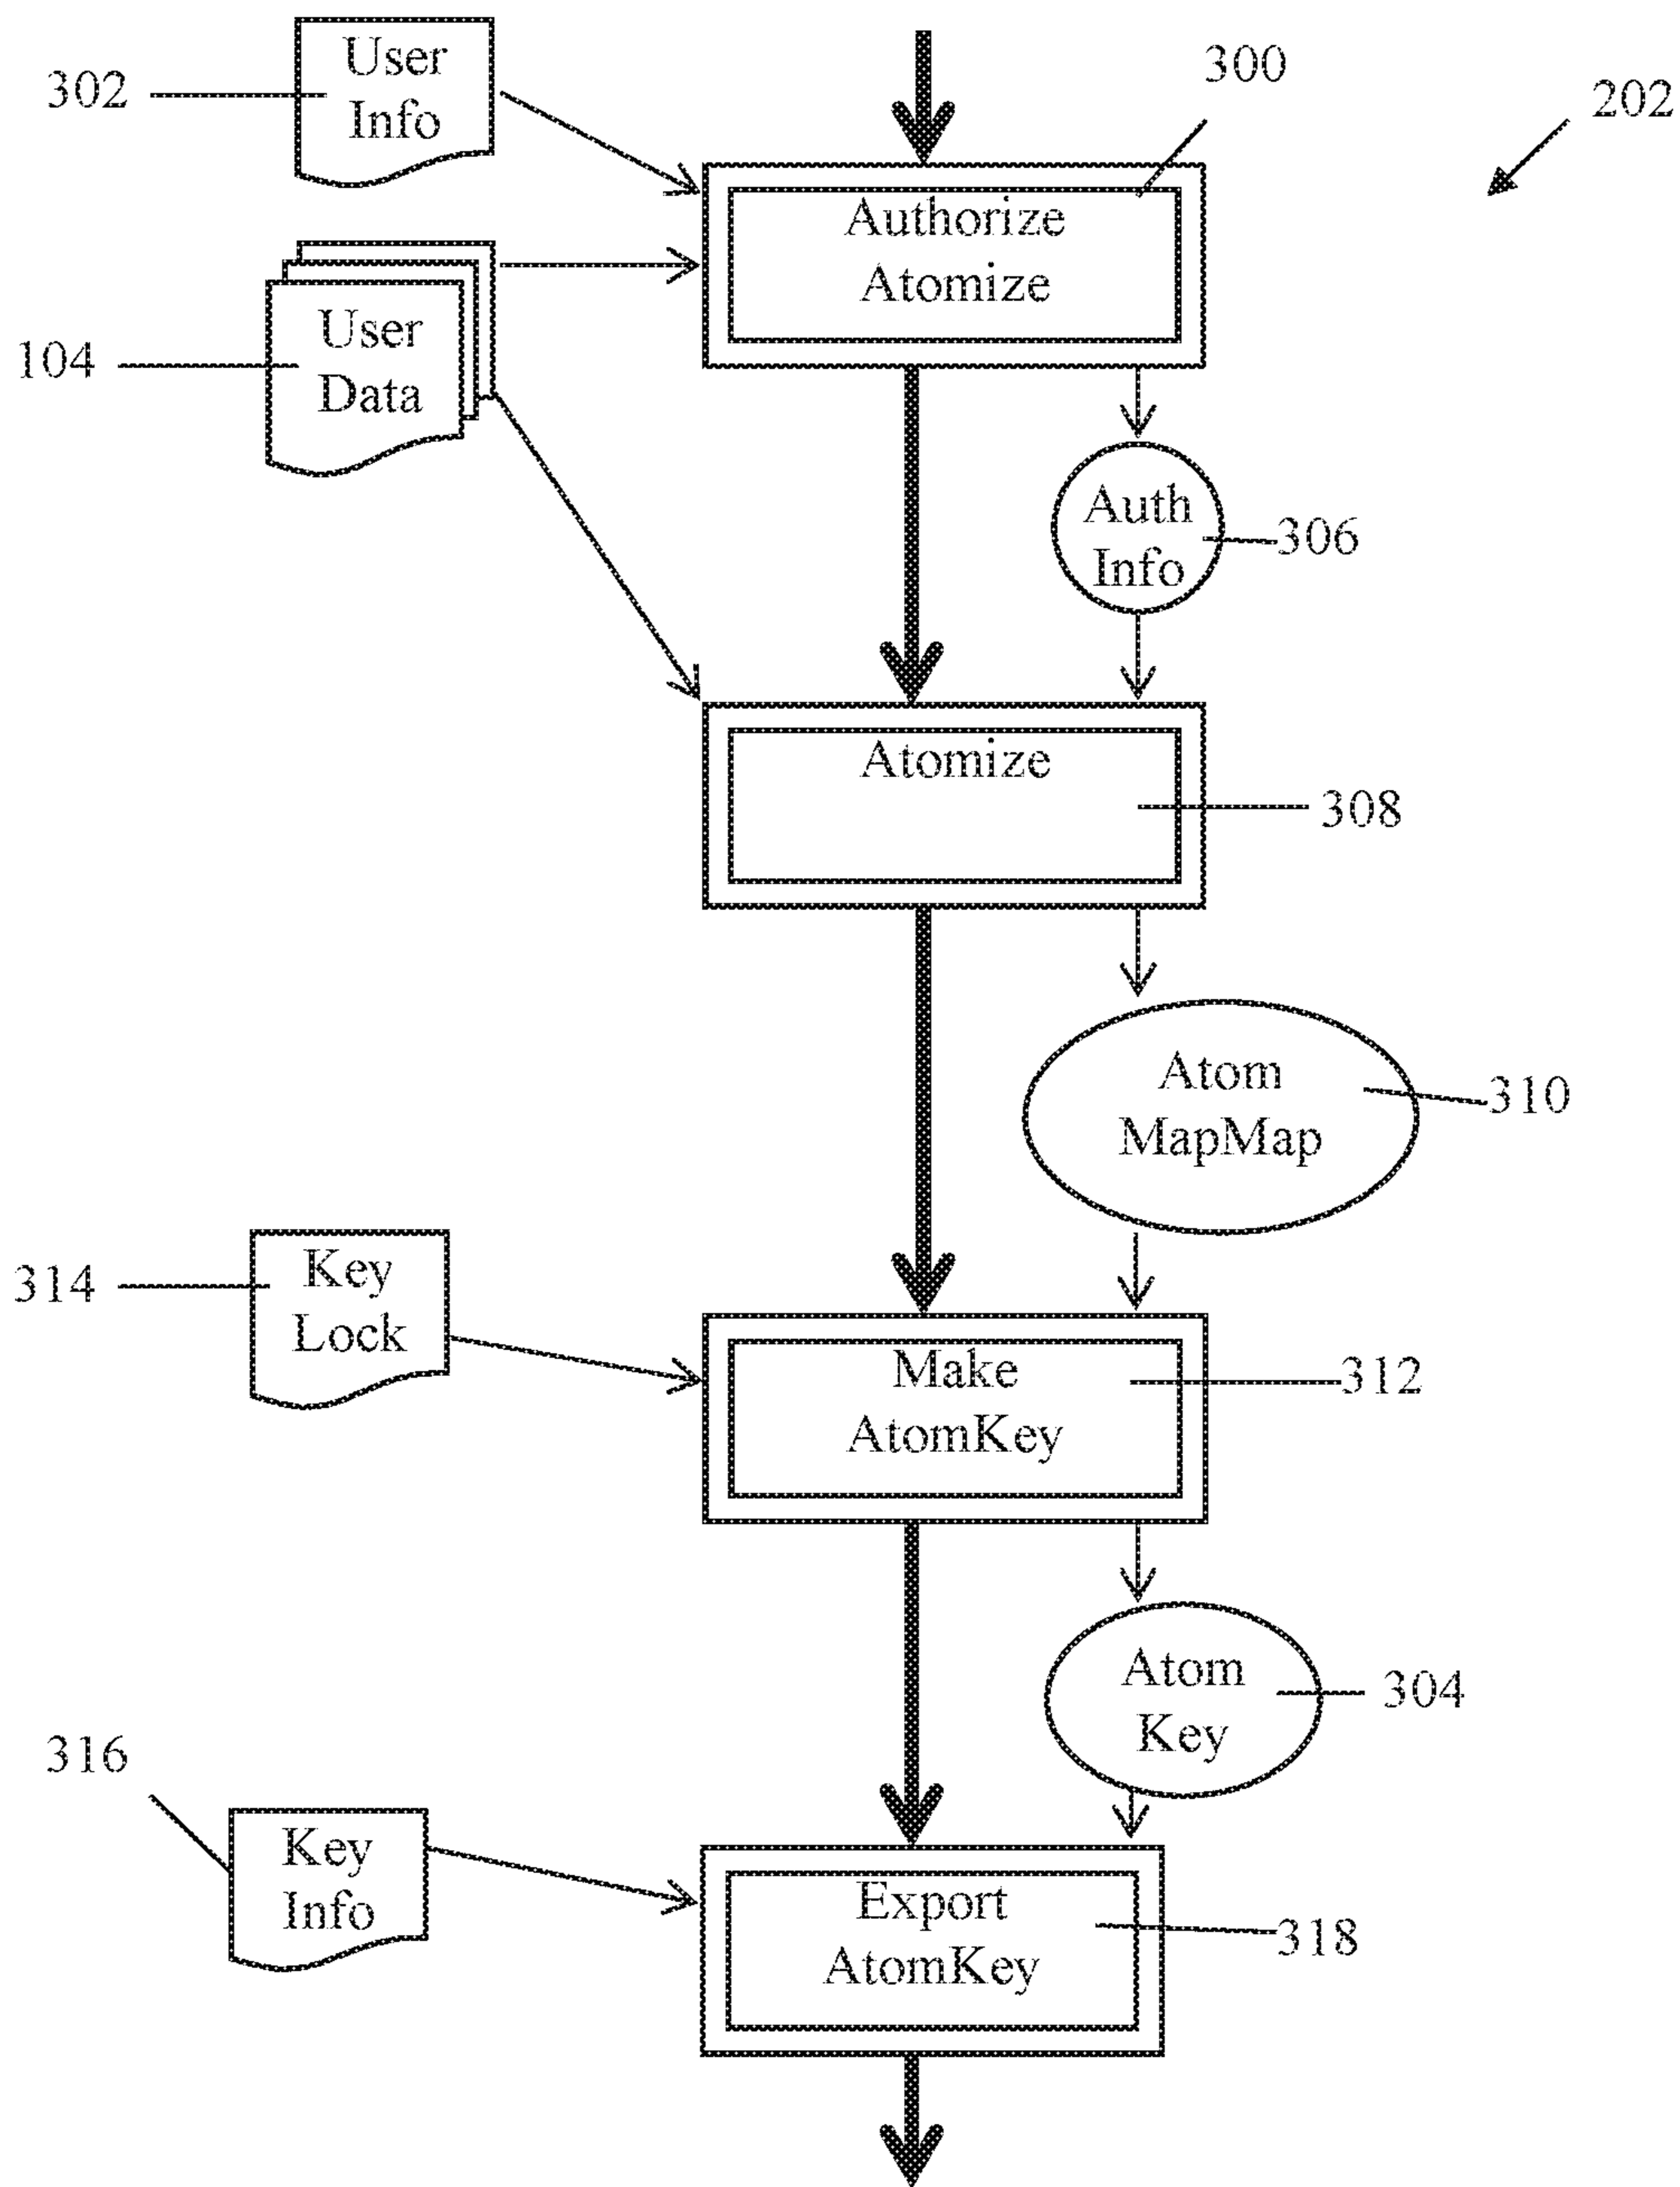 302
User
Info
300
202
Authorize
Atomize
104
User
Data
Auth
Info
306
Atomize
308
Atom
MapMap
310
314
Key
Lock
Make
AtomKey
312
Atom
Key
304
316
Key
Info
Export
AtomKey
318